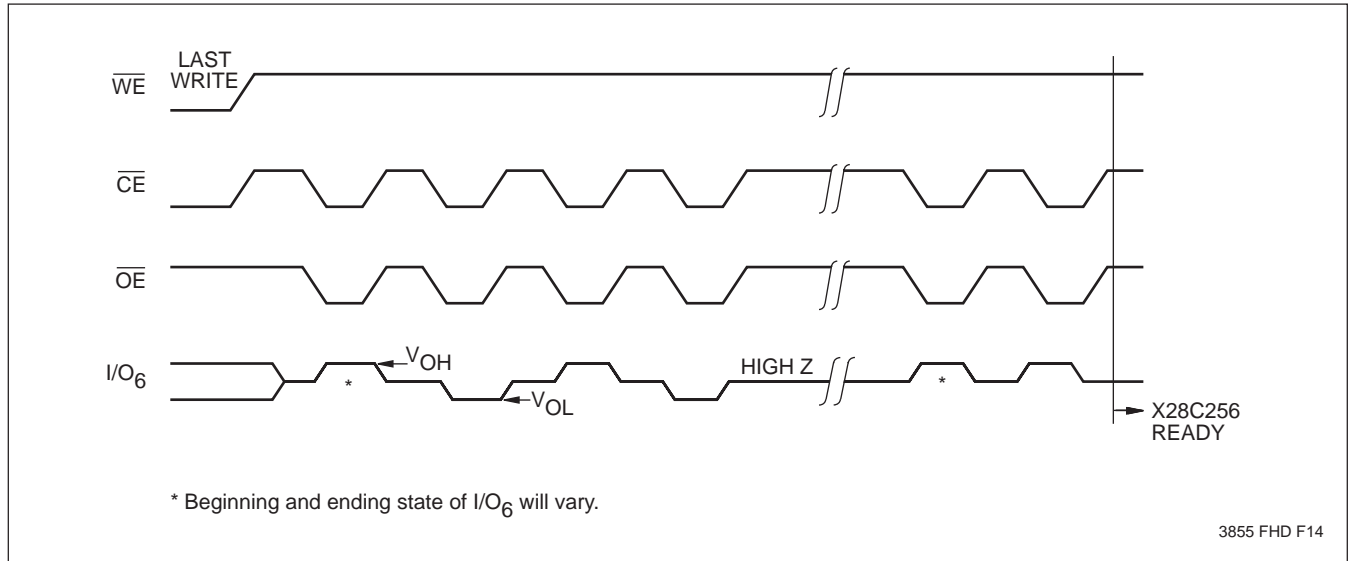 LAST
WRITE
WE
CE
OE
I/O6
VOH
VOL
HIGH Z
*
*
X28C256
READY
* Beginning and ending state of I/O6 will vary.
3855 FHD F14